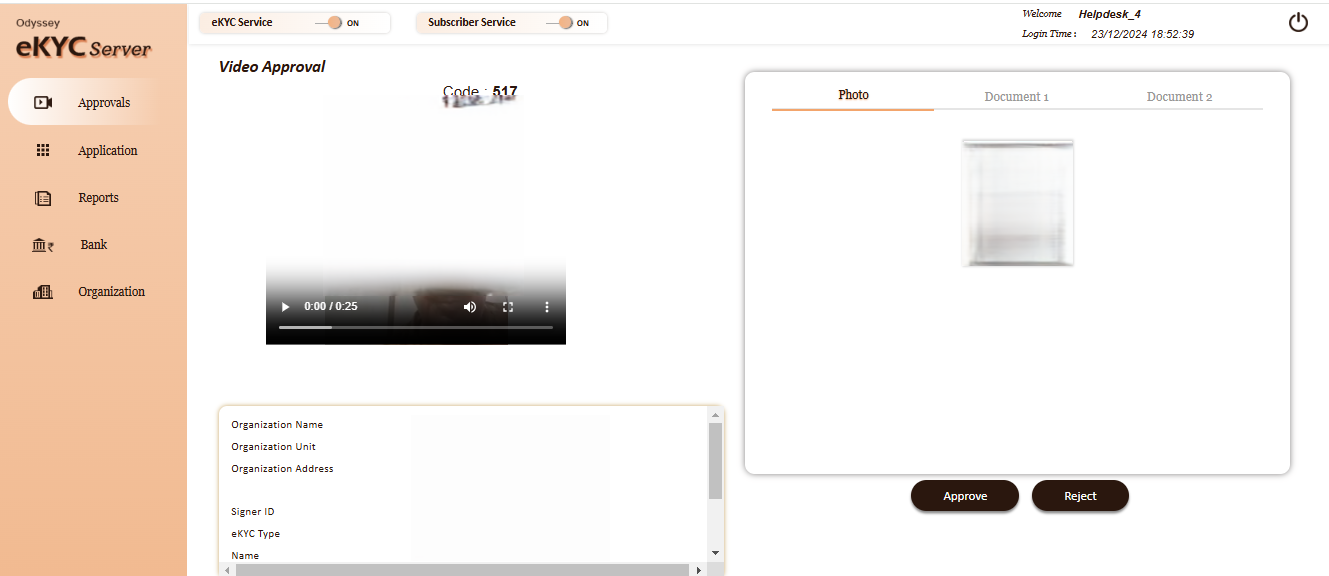 Odyssey
eKYC Server
eKYC Service ON
Subscriber Service ON
Welcome Helpdesk_4
Login Time : 23/12/2024 18:52:39
Approvals
Application
Reports
Bank
Organization
Video Approval
Code : 517
0:00 / 0:25
Organization Name
Organization Unit
Organization Address
Signer ID
eKYC Type
Name
Photo Document 1 Document 2
Approve Reject